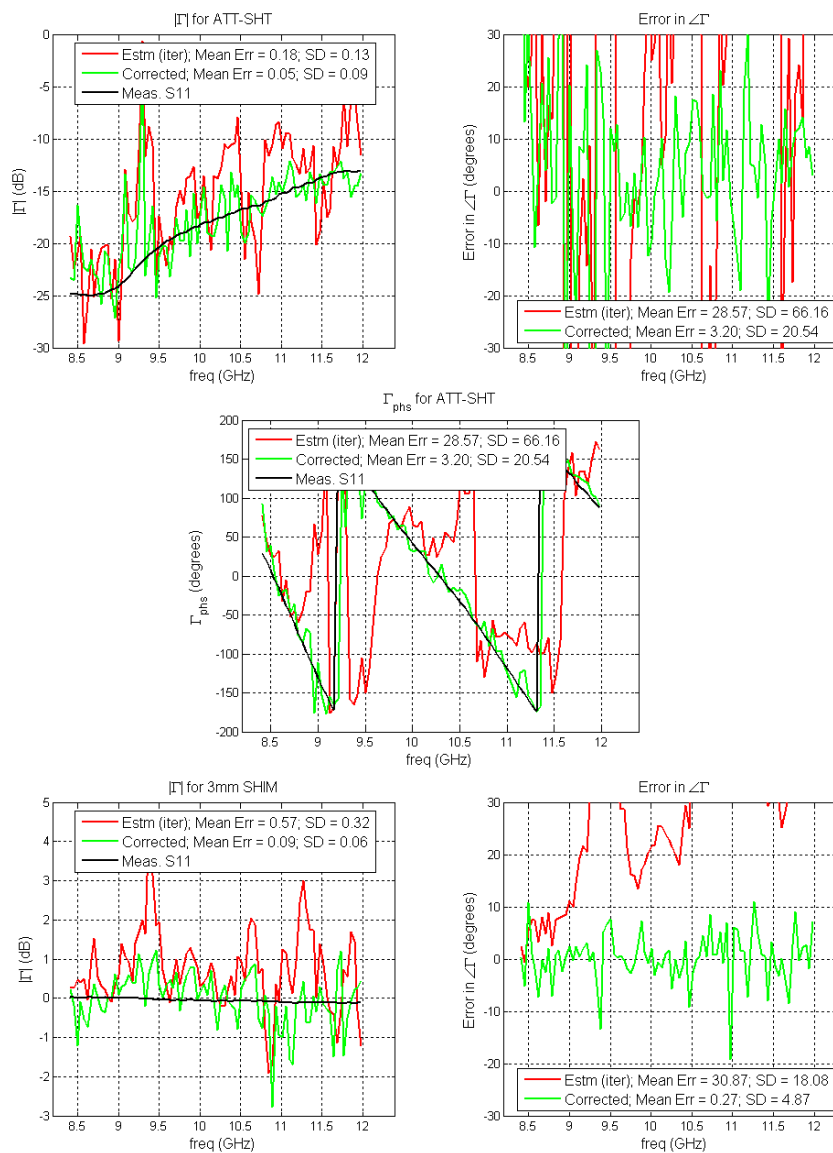 |Γ| for ATT-SHT
0
-5
-10
-15
-20
-25
-30
|Γ| (dB)
Estm (iter); Mean Err = 0.18; SD = 0.13
Corrected; Mean Err = 0.05; SD = 0.09
Meas. S11
8.5 9 9.5 10 10.5 11 11.5 12
freq (GHz)
Error in ∠Γ
30
20
10
0
-10
-20
-30
Error in ∠Γ (degrees)
Estm (iter); Mean Err = 28.57; SD = 66.16
Corrected; Mean Err = 3.20; SD = 20.54
8.5 9 9.5 10 10.5 11 11.5 12
freq (GHz)
Γphs for ATT-SHT
200
150
100
50
0
-50
-100
-150
-200
Γphs (degrees)
Estm (iter); Mean Err = 28.57; SD = 66.16
Corrected; Mean Err = 3.20; SD = 20.54
Meas. S11
8.5 9 9.5 10 10.5 11 11.5 12
freq (GHz)
|Γ| for 3mm SHIM
5
4
3
2
1
0
-1
-2
-3
|Γ| (dB)
Estm (iter); Mean Err = 0.57; SD = 0.32
Corrected; Mean Err = 0.09; SD = 0.06
Meas. S11
8.5 9 9.5 10 10.5 11 11.5 12
freq (GHz)
Error in ∠Γ
30
20
10
0
-10
-20
-30
Error in ∠Γ (degrees)
Estm (iter); Mean Err = 30.87; SD = 18.08
Corrected; Mean Err = 0.27; SD = 4.87
8.5 9 9.5 10 10.5 11 11.5 12
freq (GHz)